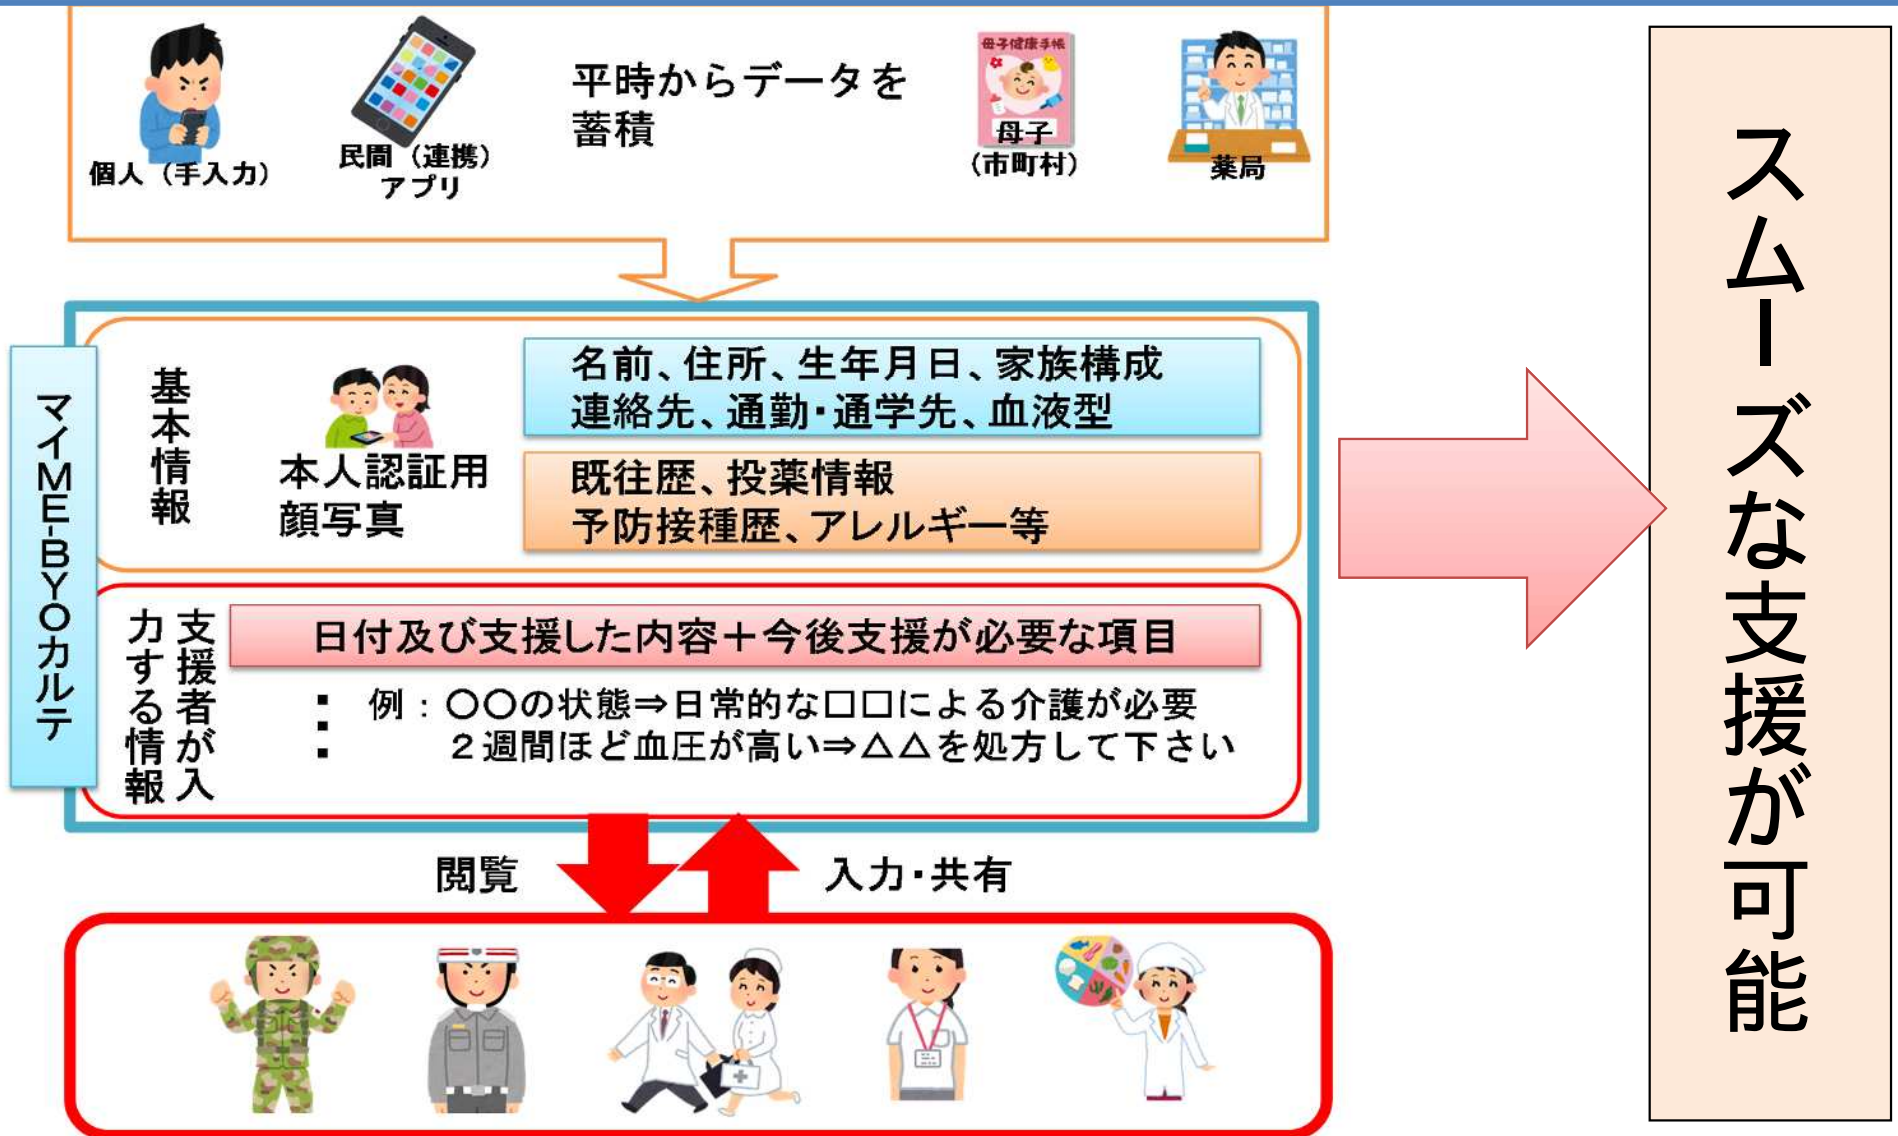 平時からデータを
蓄積
個人（手入力）
民間（連携）
アプリ
母子健康手帳
母子
（市町村）
薬局
マイME-BYOカルテ
基本情報
本人認証用
顔写真
名前、住所、生年月日、家族構成
連絡先、通勤・通学先、血液型
既往歴、投薬情報
予防接種歴、アレルギー等
支援者が入
力する情報
日付及び支援した内容＋今後支援が必要な項目
例：〇〇の状態⇒日常的な□□による介護が必要
２週間ほど血圧が高い⇒△△を処方して下さい
閲覧
入力・共有
スムーズな支援が可能